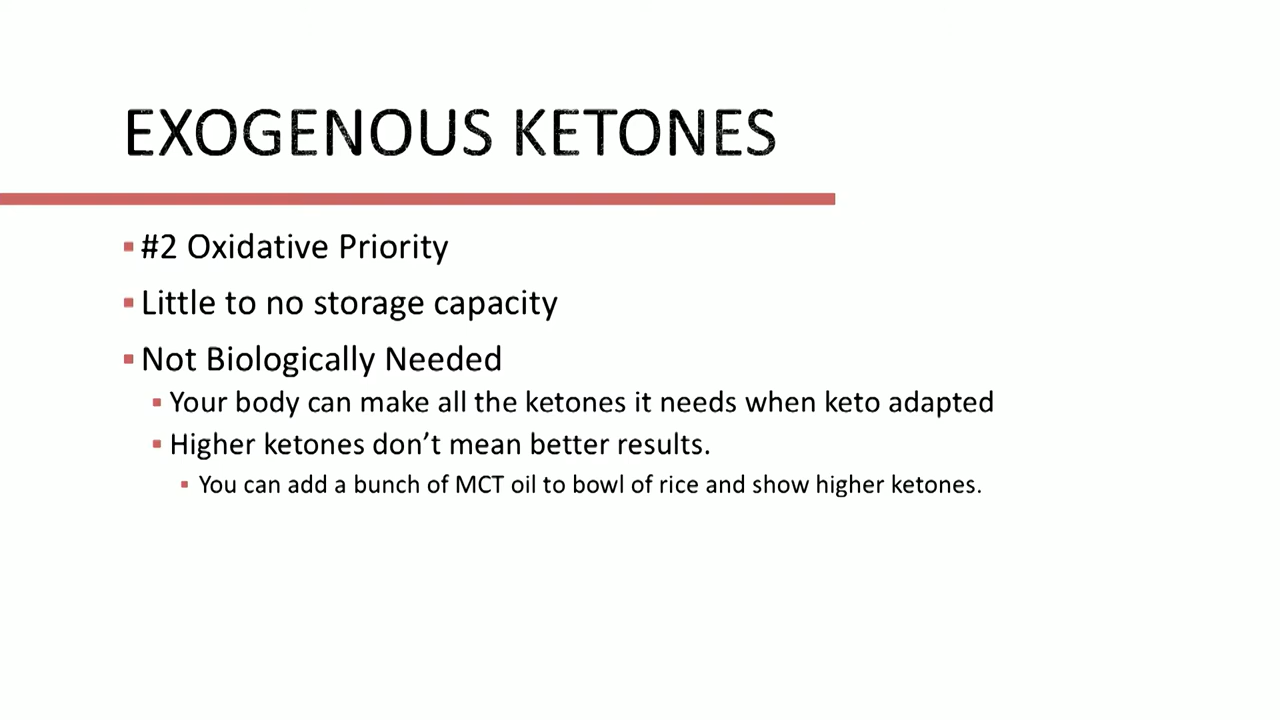 EXOGENOUS KETONES
#2 Oxidative Priority
Little to no storage capacity
Not Biologically Needed
Your body can make all the ketones it needs when keto adapted
Higher ketones don’t mean better results.
You can add a bunch of MCT oil to bowl of rice and show higher ketones.